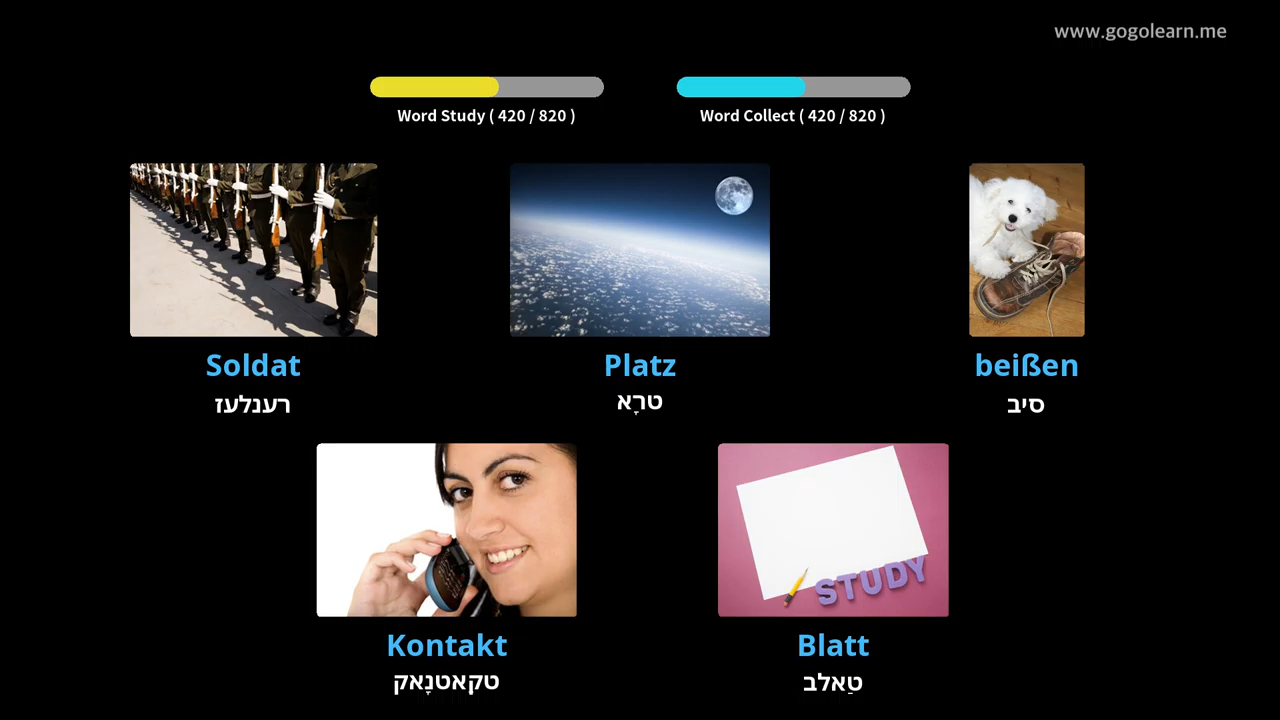 www.gogolearn.me
Word Study ( 420 / 820 )
Word Collect ( 420 / 820 )
Soldat
רענלעז
Platz
טרָא
beißen
סיב
Kontakt
טקאטנָאק
Blatt
טַאלב
STUDY